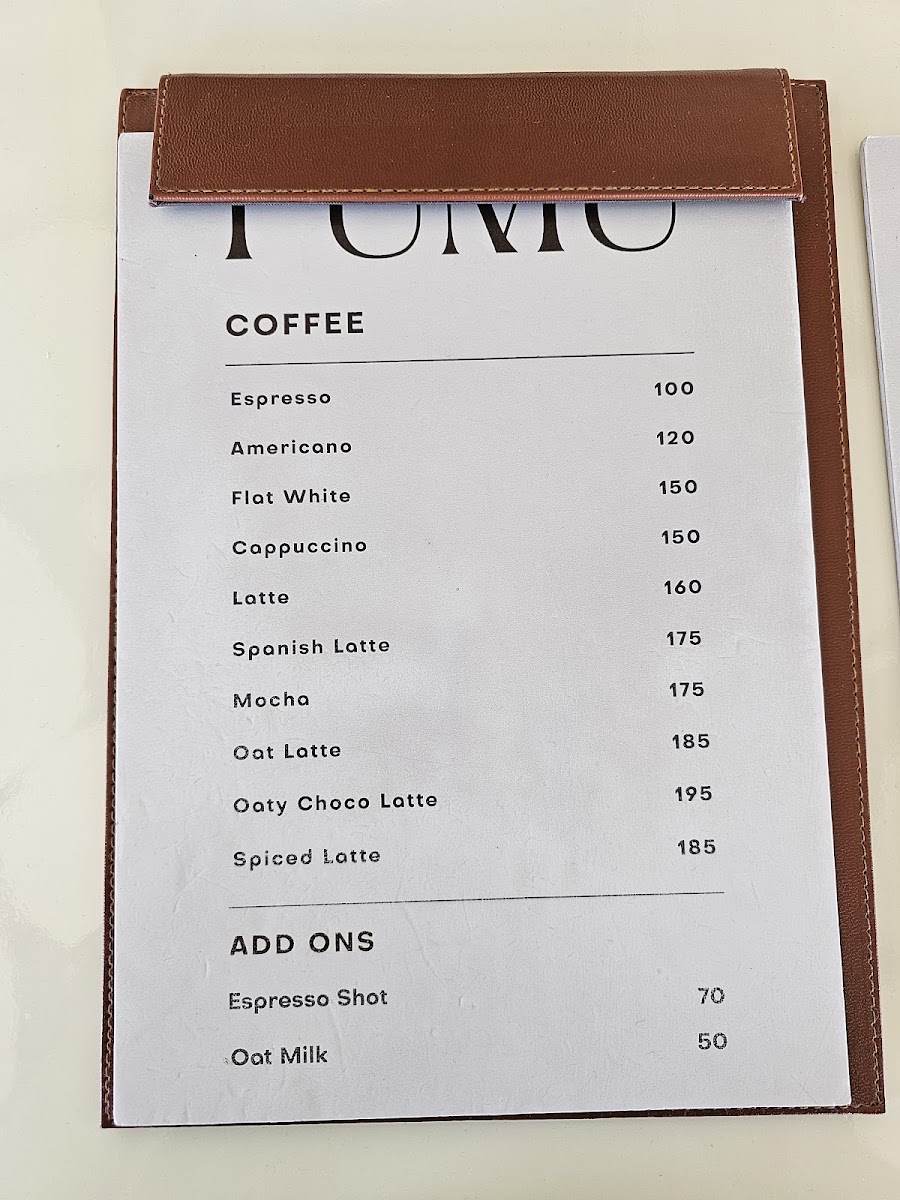 COFFEE
Espresso 100
Americano 120
Flat White 150
Cappuccino 150
Latte 160
Spanish Latte 175
Mocha 175
Oat Latte 185
Oaty Choco Latte 195
Spiced Latte 185
ADD ONS
Espresso Shot 70
Oat Milk 50